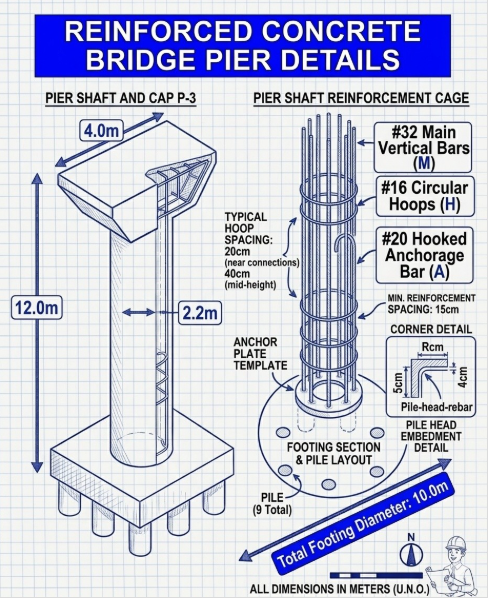 REINFORCED CONCRETE
BRIDGE PIER DETAILS
PIER SHAFT AND CAP P-3
4.0m
12.0m
2.2m
PIER SHAFT REINFORCEMENT CAGE
#32 Main
Vertical Bars
(M)
#16 Circular
Hoops (H)
TYPICAL
HOOP
SPACING:
20cm
(near connections)
40cm
(mid-height)
#20 Hooked
Anchorage
Bar (A)
MIN. REINFORCEMENT
SPACING: 15cm
CORNER DETAIL
Rcm
5cm
4cm
Pile-head-rebar
ANCHOR
PLATE
TEMPLATE
PILE HEAD
EMBEDMENT
DETAIL
FOOTING SECTION
& PILE LAYOUT
PILE
(9 Total)
Total Footing Diameter: 10.0m
N
ALL DIMENSIONS IN METERS (U.N.O.)